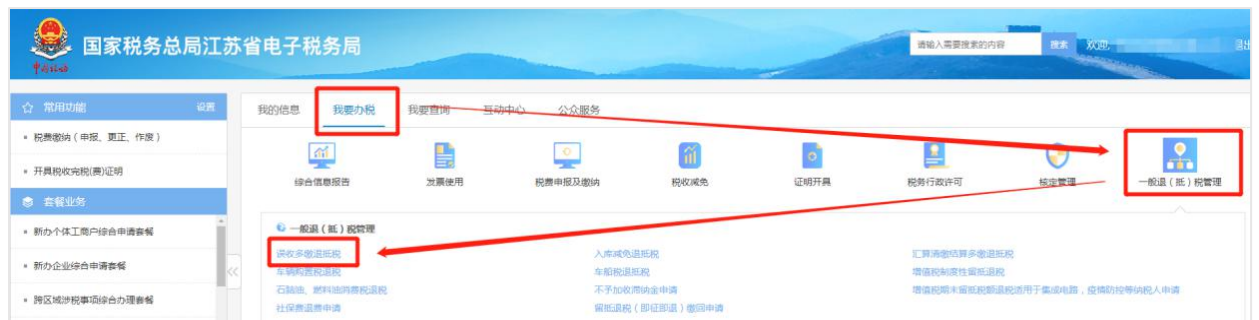 国家税务总局江苏省电子税务局
中国税务
请输入需要搜索的内容
搜索
欢迎,
退出
常用功能
设置
税费缴纳（申报、更正、作废）
开具税收完税(费)证明
套餐业务
新办个体工商户综合申请套餐
新办企业综合申请套餐
跨区域涉税事项综合办理套餐
我的信息
我要办税
我要查询
互动中心
公众服务
综合信息报告
发票使用
税费申报及缴纳
税收减免
证明开具
税务行政许可
核定管理
一般退（抵）税管理
一般退（抵）税管理
误收多缴退抵税
入库减免退抵税
汇算清缴结算多缴退抵税
车辆购置税退税
车船税退抵税
增值税制度性留抵退税
石脑油、燃料油消费税退税
不予加收滞纳金申请
增值税期末留抵税额退税适用于集成电路，疫情防控等纳税人申请
社保费退费申请
留抵退税（即征即退）缴回申请